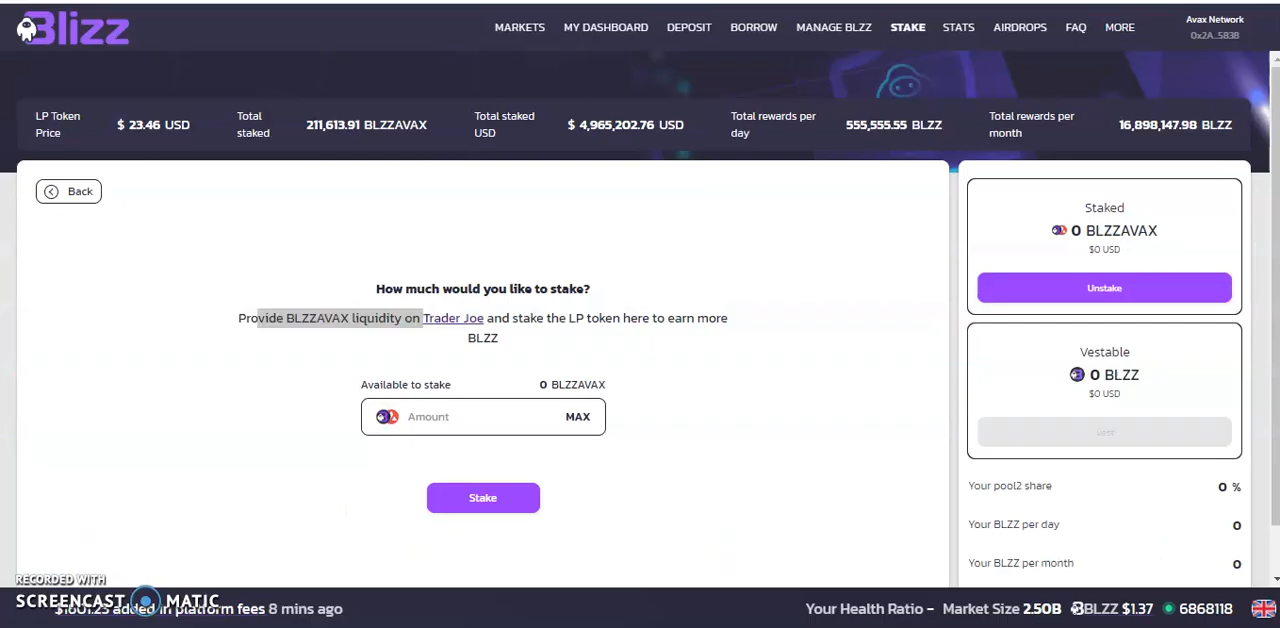 Blizz
MARKETS MY DASHBOARD DEPOSIT BORROW MANAGE BLZZ STAKE STATS AIRDROPS FAQ MORE
Avax Network
0x2A...5838
LP Token Price $ 23.46 USD
Total staked 211,613.91 BLZZAVAX
Total staked USD $ 4,965,202.76 USD
Total rewards per day 555,555.55 BLZZ
Total rewards per month 16,898,147.98 BLZZ
Back
How much would you like to stake?
Provide BLZZAVAX liquidity on Trader Joe and stake the LP token here to earn more
BLZZ
Available to stake 0 BLZZAVAX
Amount MAX
Stake
Staked
0 BLZZAVAX
$0 USD
Unstake
Vestable
0 BLZZ
$0 USD
Vest
Your pool2 share 0 %
Your BLZZ per day 0
Your BLZZ per month 0
RECORDED WITH
SCREENCAST MATIC
added in platform fees 8 mins ago
Your Health Ratio - Market Size 2.50B BLZZ $1.37 6868118